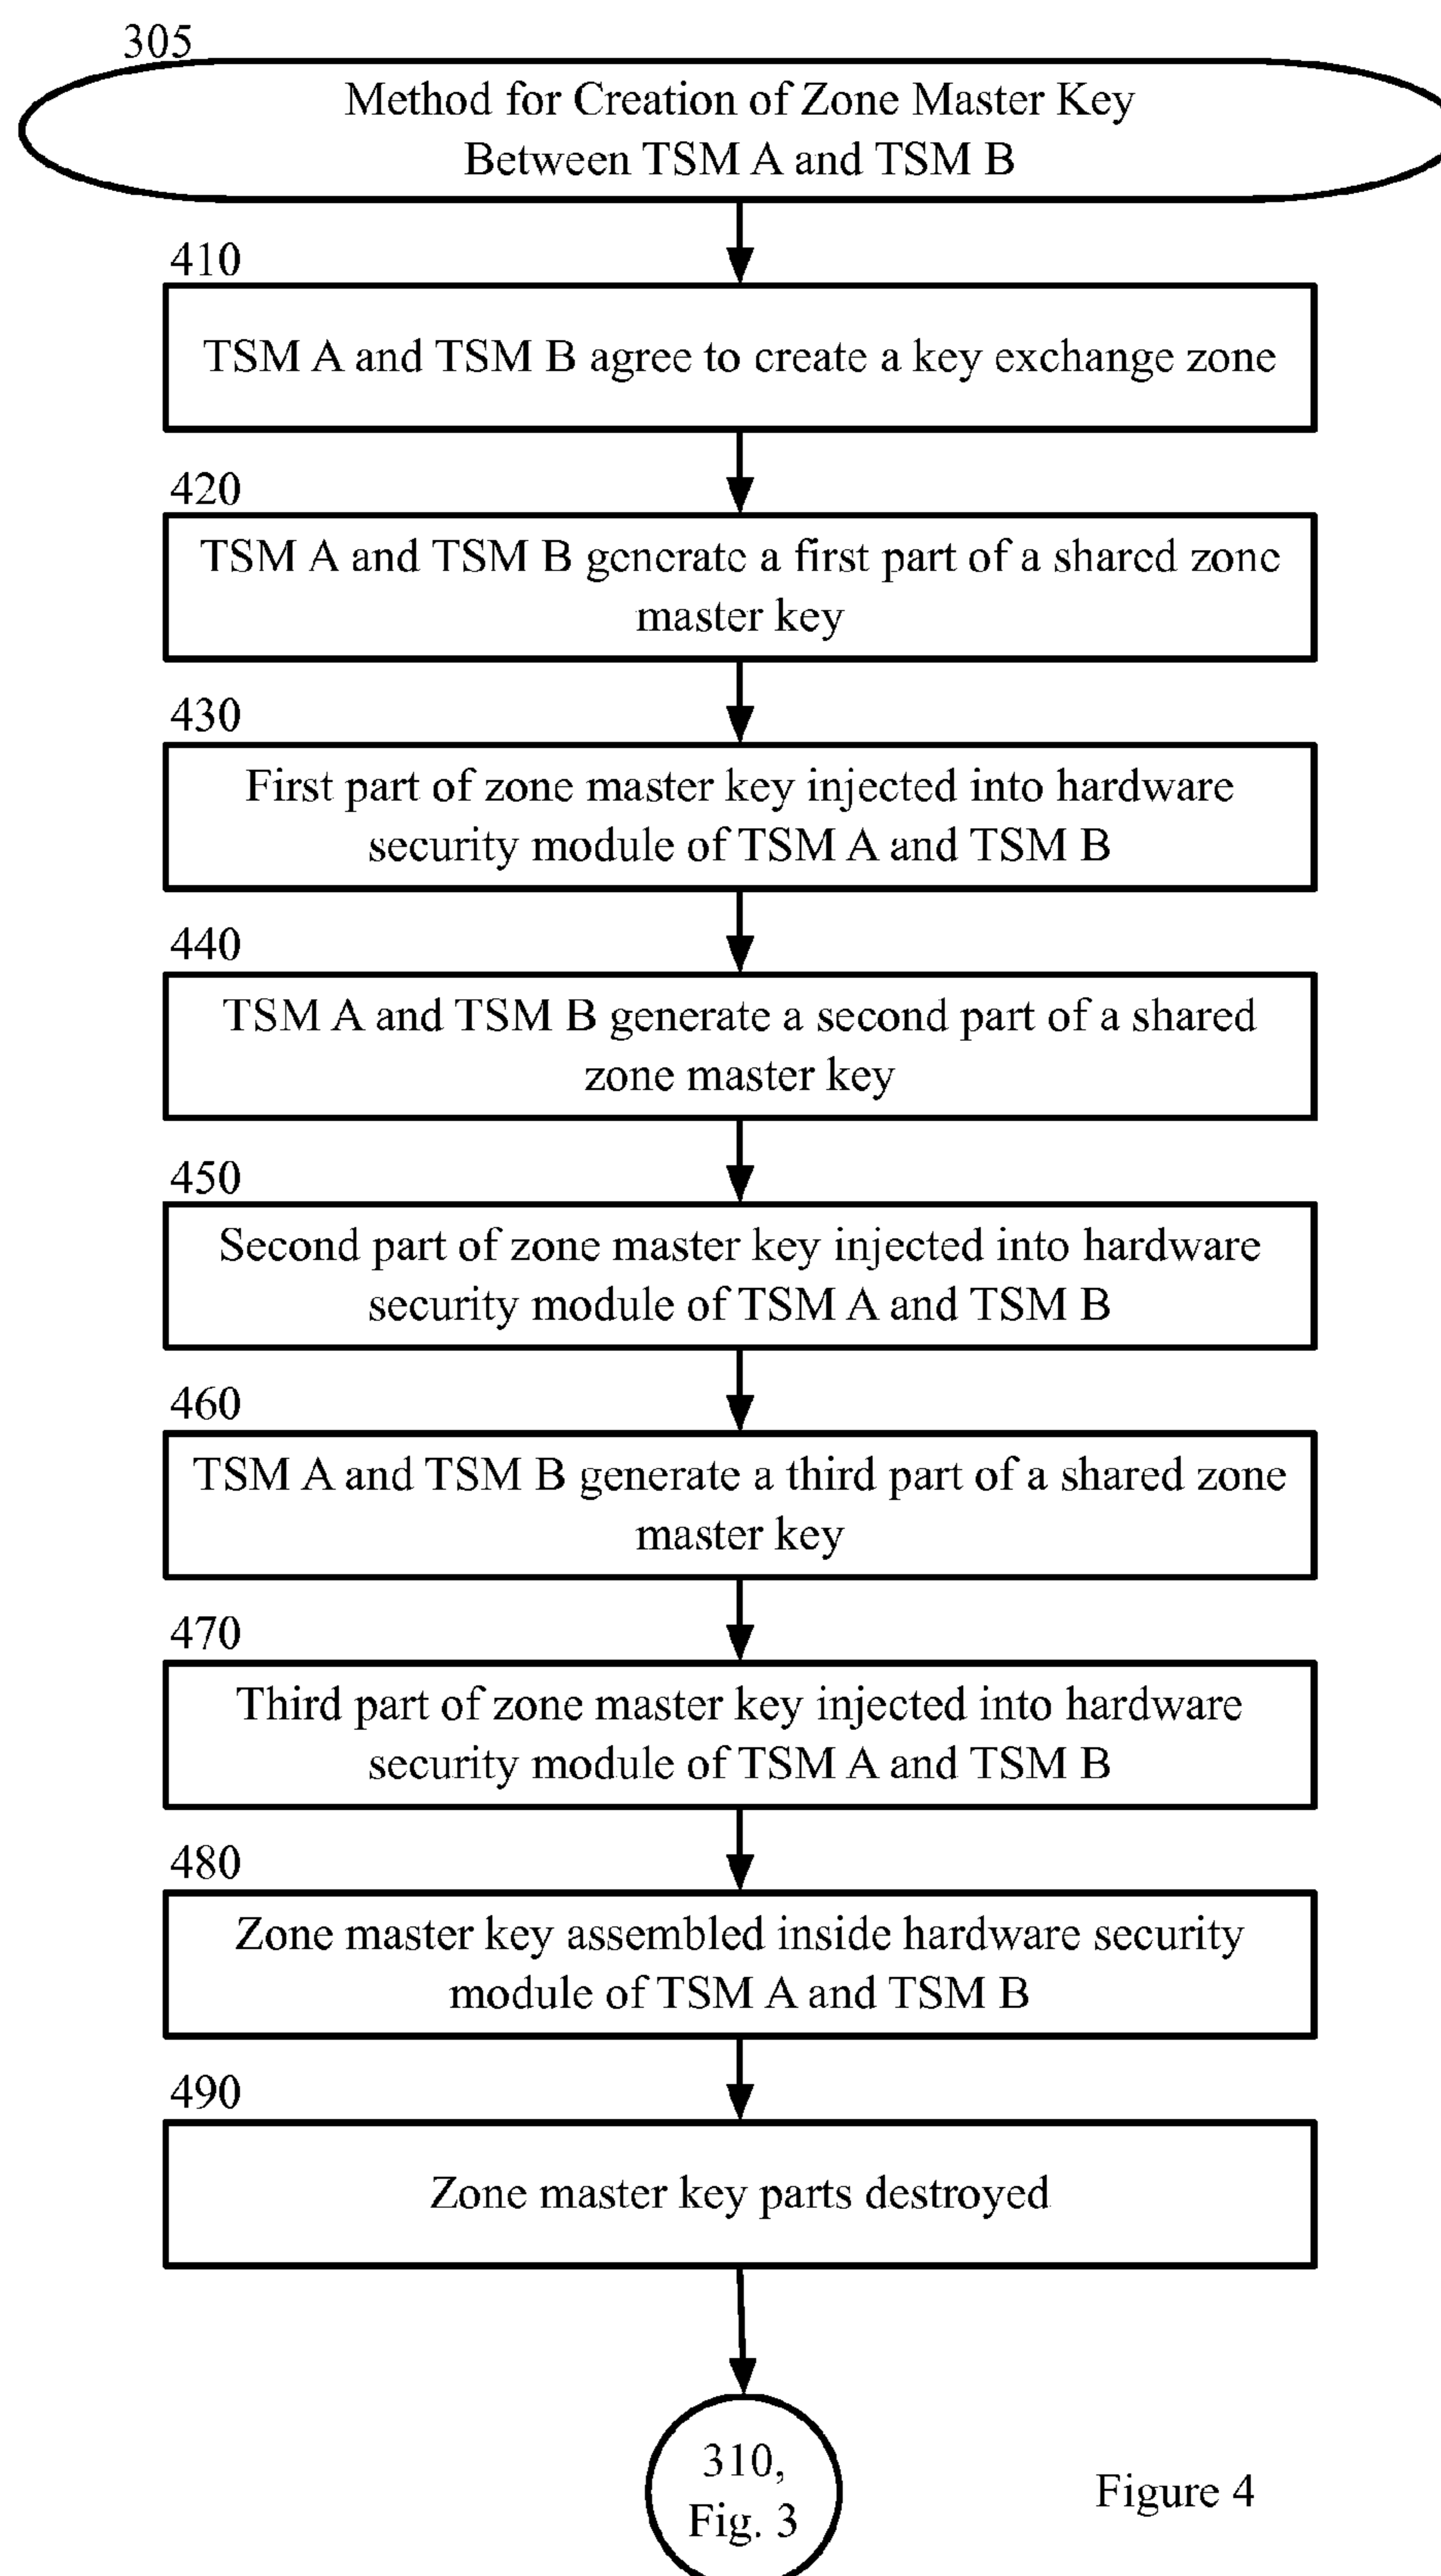 305
Method for Creation of Zone Master Key
Between TSM A and TSM B
410
TSM A and TSM B agree to create a key exchange zone
420
TSM A and TSM B generate a first part of a shared zone
master key
430
First part of zone master key injected into hardware
security module of TSM A and TSM B
440
TSM A and TSM B generate a second part of a shared
zone master key
450
Second part of zone master key injected into hardware
security module of TSM A and TSM B
460
TSM A and TSM B generate a third part of a shared zone
master key
470
Third part of zone master key injected into hardware
security module of TSM A and TSM B
480
Zone master key assembled inside hardware security
module of TSM A and TSM B
490
Zone master key parts destroyed
310,
Fig. 3
Figure 4